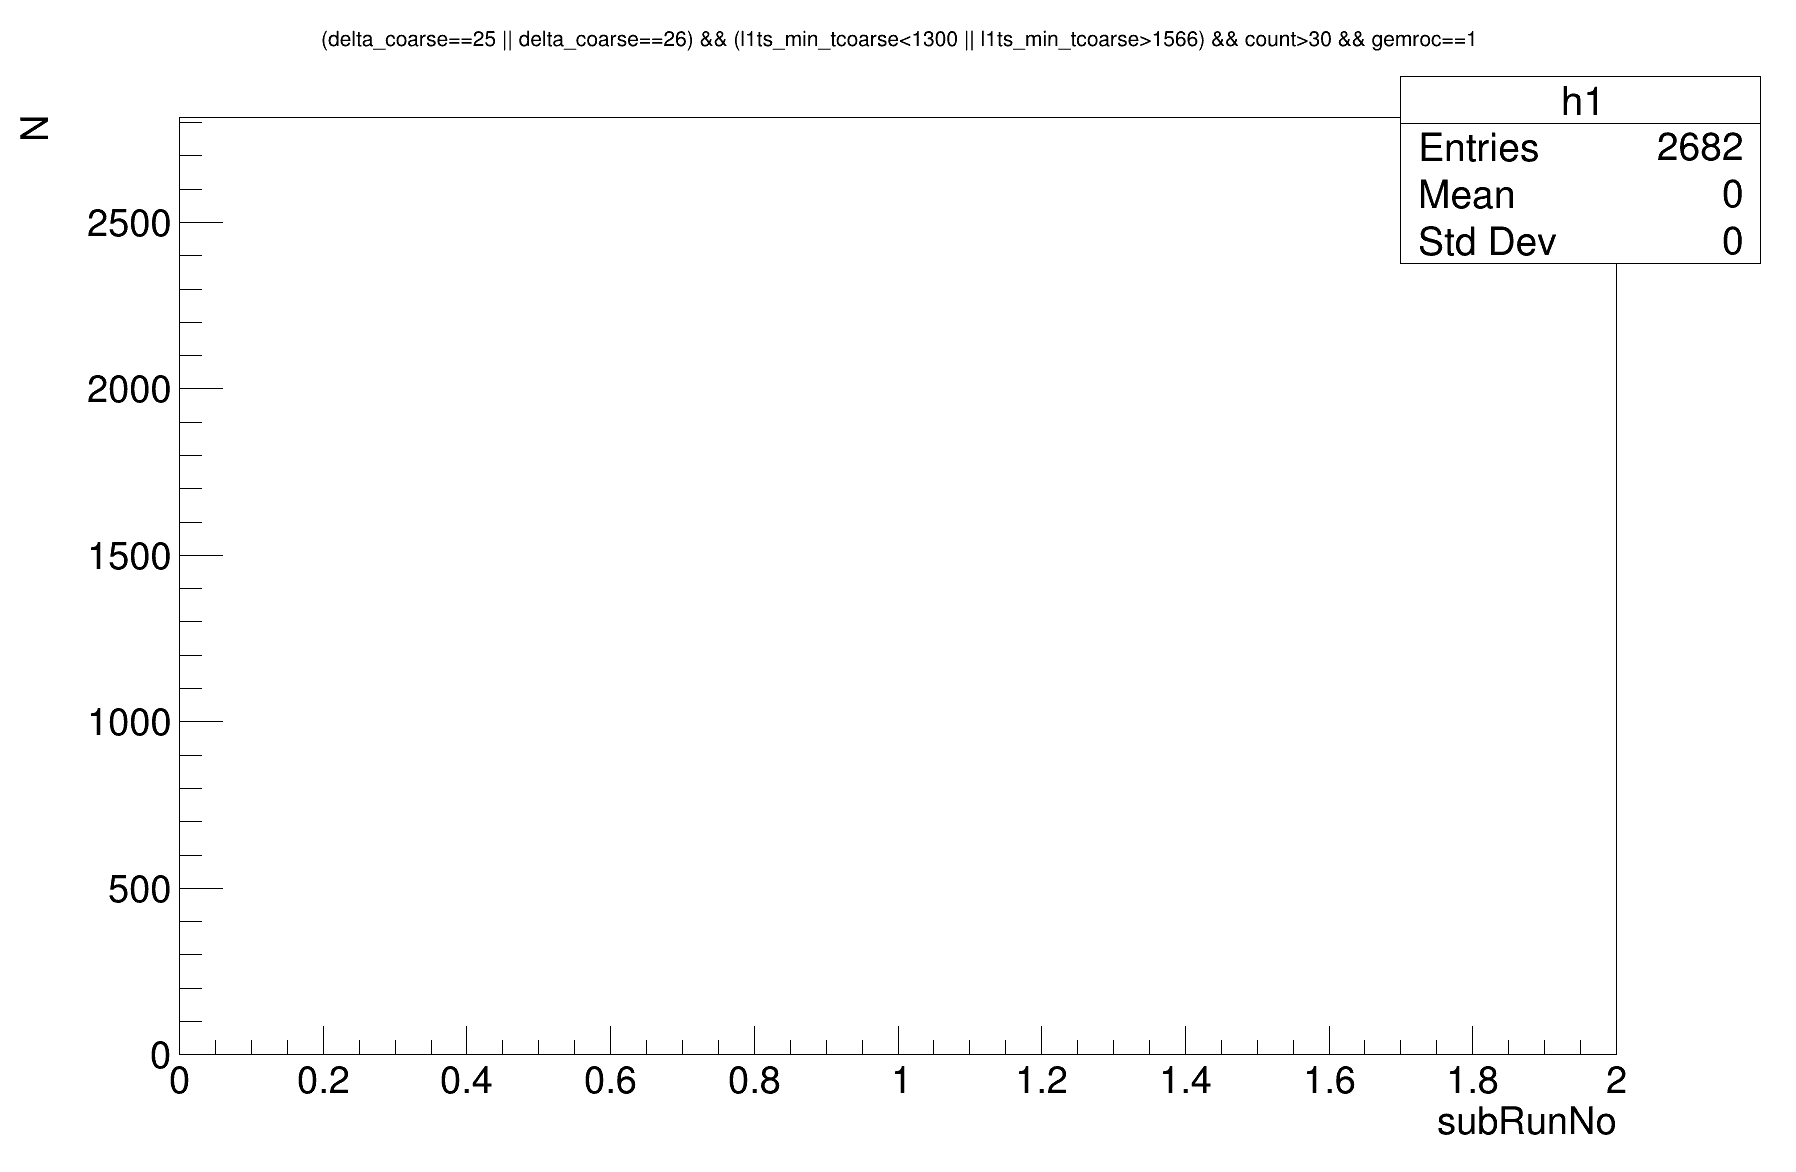 (delta_coarse==25 || delta_coarse==26) && (l1ts_min_tcoarse<1300 || l1ts_min_tcoarse>1566) && count>30 && gemroc==1
h1
Entries 2682
Mean 0
Std Dev 0
N
2500
2000
1500
1000
500
0
0 0.2 0.4 0.6 0.8 1 1.2 1.4 1.6 1.8 2
subRunNo